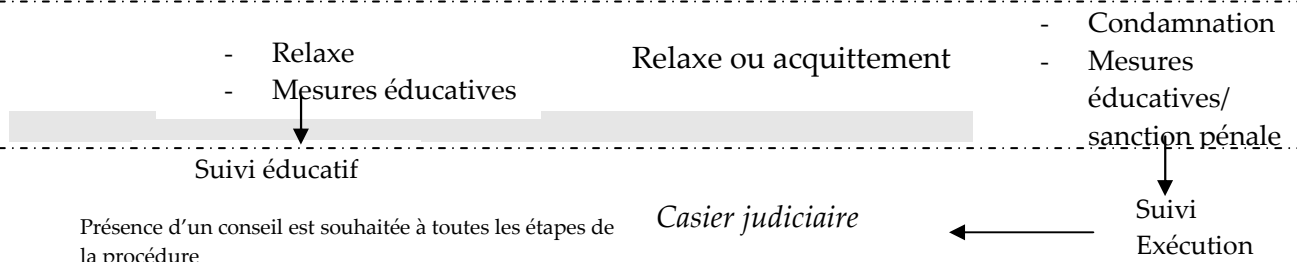 - Relaxe
- Mesures éducatives
Relaxe ou acquittement
- Condamnation
- Mesures
éducatives/
sanction pénale
Suivi éducatif
Présence d’un conseil est souhaitée à toutes les étapes de
la procédure
Casier judiciaire
Suivi
Exécution